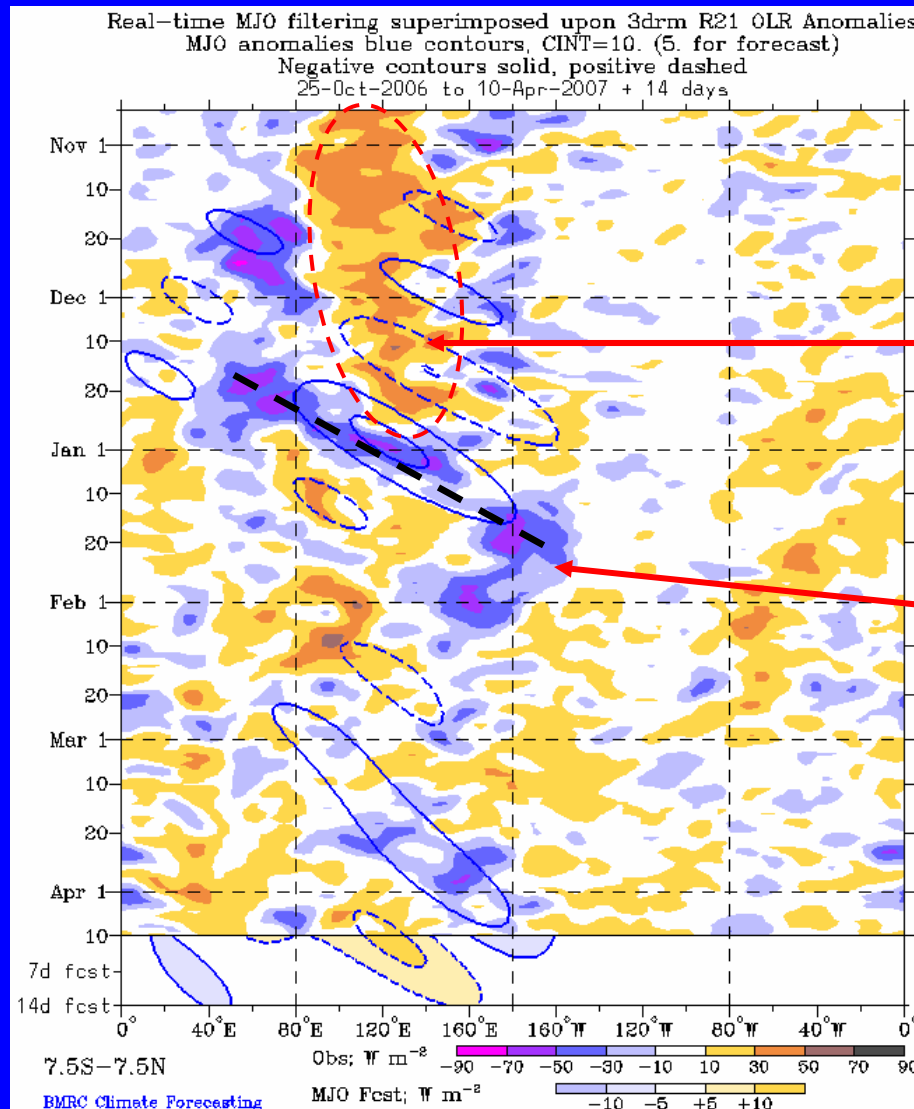 Real-time MJO filtering superimposed upon 3drm R21 OLR Anomalies
MJO anomalies blue contours, CINT=10. (5. for forecast)
Negative contours solid, positive dashed
25-Oct-2006 to 10-Apr-2007 + 14 days
Nov 1
10
20
Dec 1
10
20
Jan 1
10
20
Feb 1
10
20
Mar 1
10
20
Apr 1
10
7d fcst
14d fcst
0° 40°E 80°E 120°E 160°E 160°W 120°W 80°W 40°W 0°
7.5S-7.5N
Obs; W m⁻²
-90 -70 -50 -30 -10 10 30 50 70 90
BMRC Climate Forecasting
MJO Fcst; W m⁻²
-10 -5 +5 +10